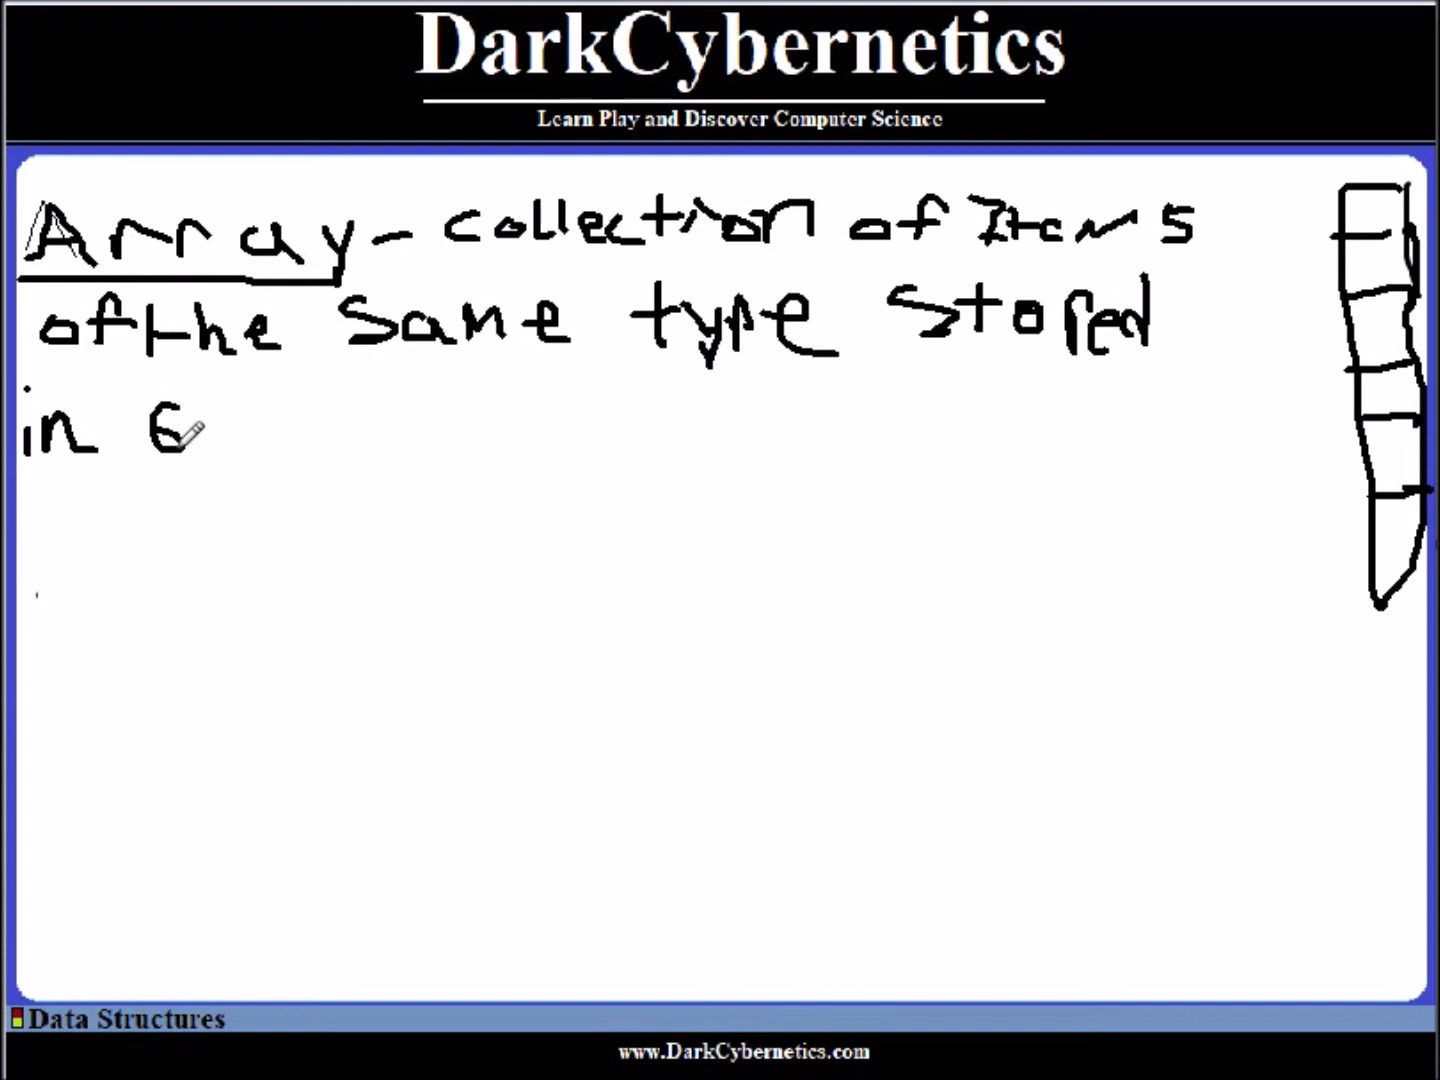 DarkCybernetics
Learn Play and Discover Computer Science
Array - collection of Items
of the same type stored
in
Data Structures
www.DarkCybernetics.com